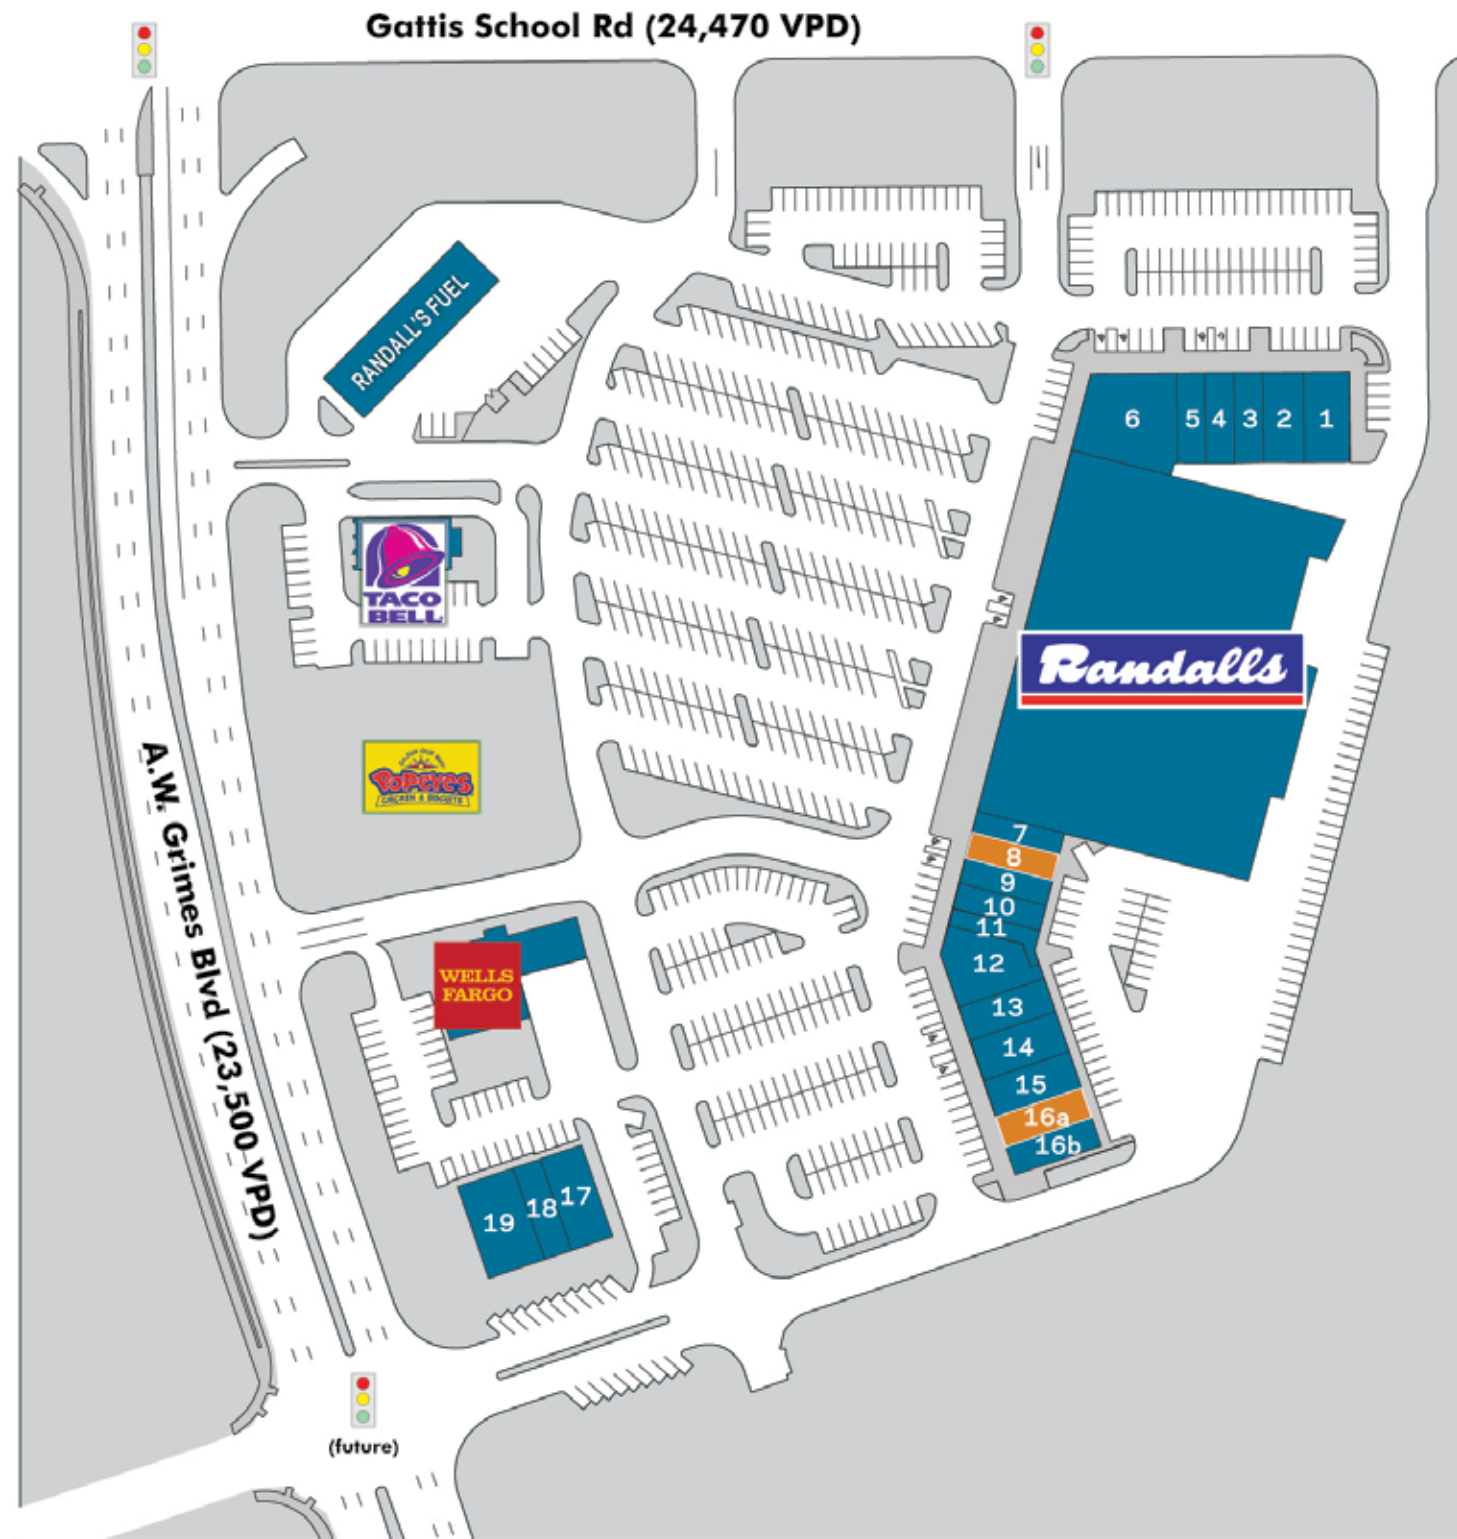 Gattis School Rd (24,470 VPD)
RANDALL'S FUEL
6 5 4 3 2 1
TACO
BELL
Randalls
POPEYES
CHICKEN & BISCUITS
A.W. Grimes Blvd (23,500 VPD)
7
8
9
10
11
12
WELLS
FARGO
13
14
15
16a
16b
19 18 17
(future)